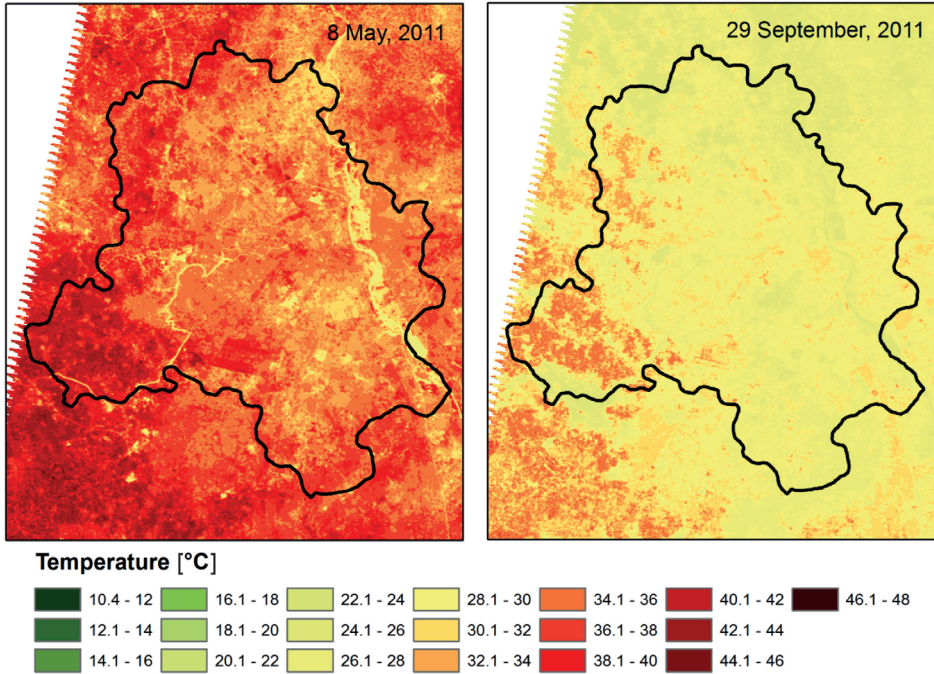 8 May, 2011
29 September, 2011
Temperature [°C]
10.4 - 12 16.1 - 18 22.1 - 24 28.1 - 30 34.1 - 36 40.1 - 42 46.1 - 48
12.1 - 14 18.1 - 20 24.1 - 26 30.1 - 32 36.1 - 38 42.1 - 44
14.1 - 16 20.1 - 22 26.1 - 28 32.1 - 34 38.1 - 40 44.1 - 46